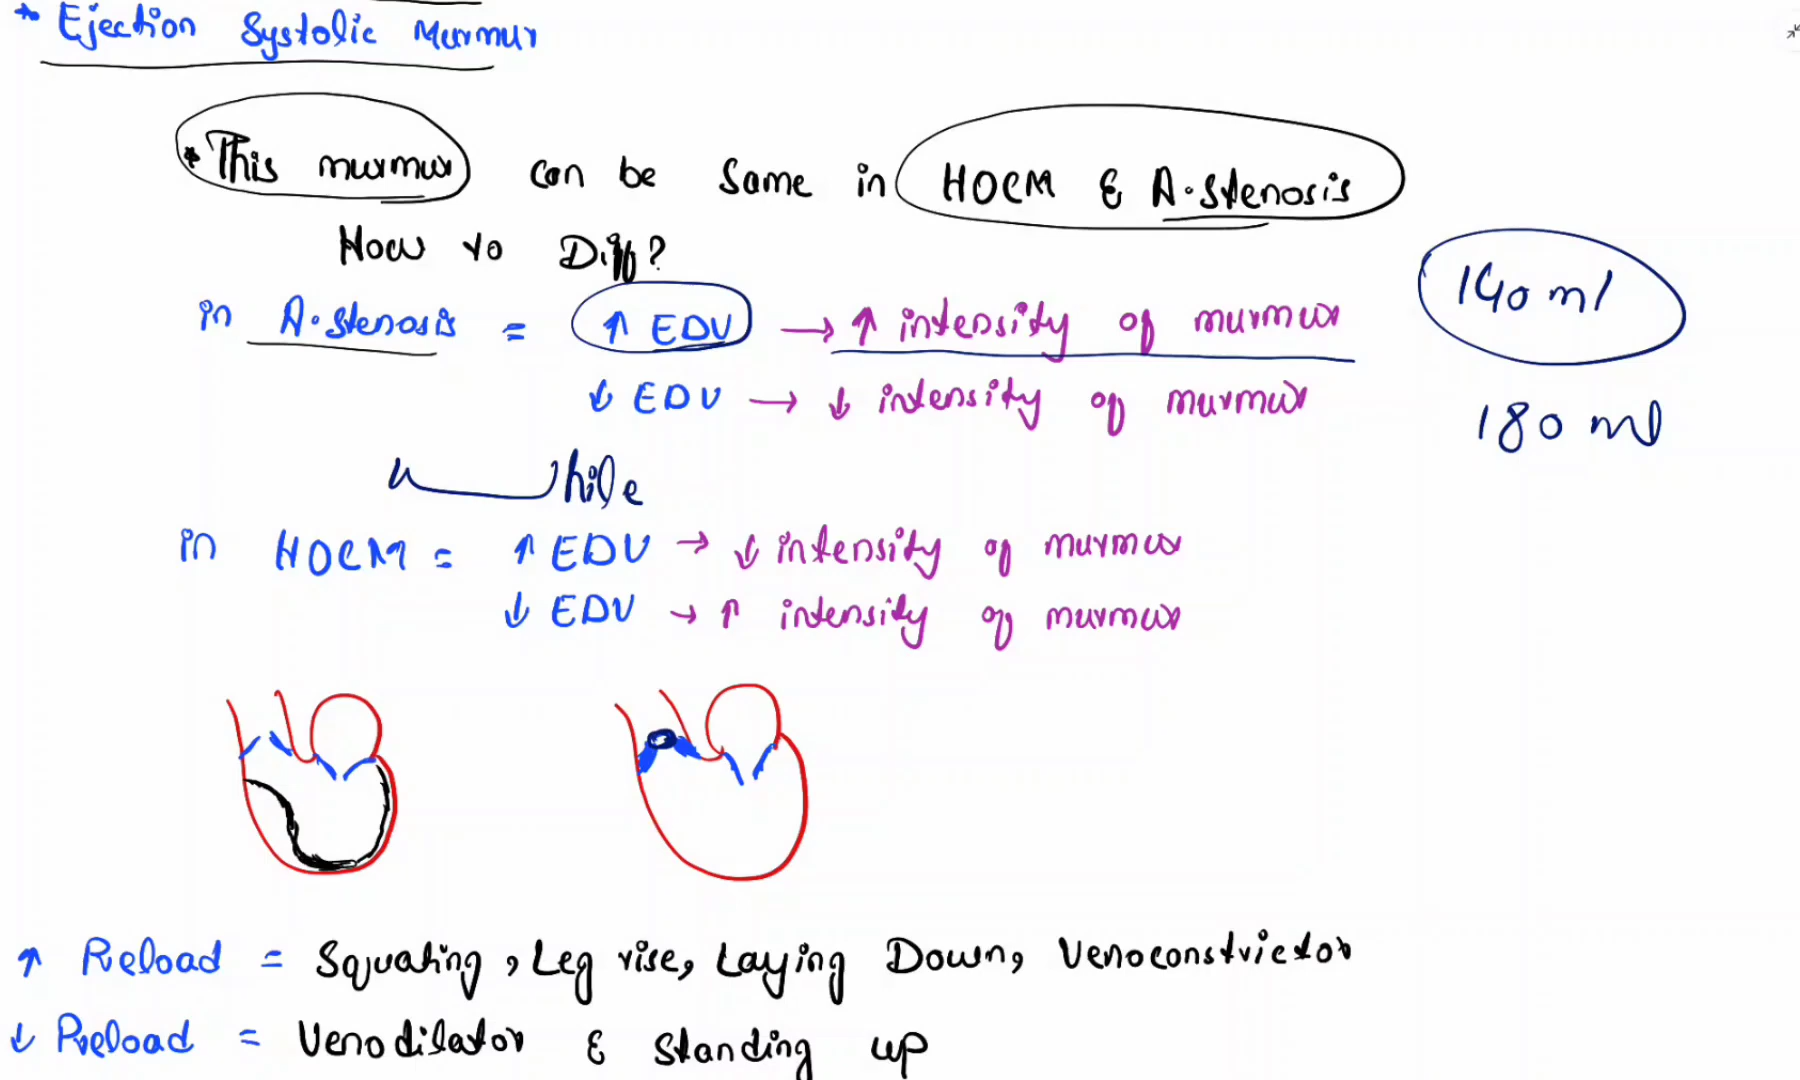 * Ejection Systolic Murmur
* This murmur can be same in HOCM & A.stenosis
How to Diff?
in A.stenosis = ↑ EDV → ↑ intensity of murmur
140 ml
↓ EDV → ↓ intensity of murmur
180 ml
While
in HOCM = ↑ EDV → ↓ intensity of murmur
↓ EDV → ↑ intensity of murmur
↑ Preload = Squating, Leg rise, Laying Down, Venoconstrictor
↓ Preload = Venodilator & standing up